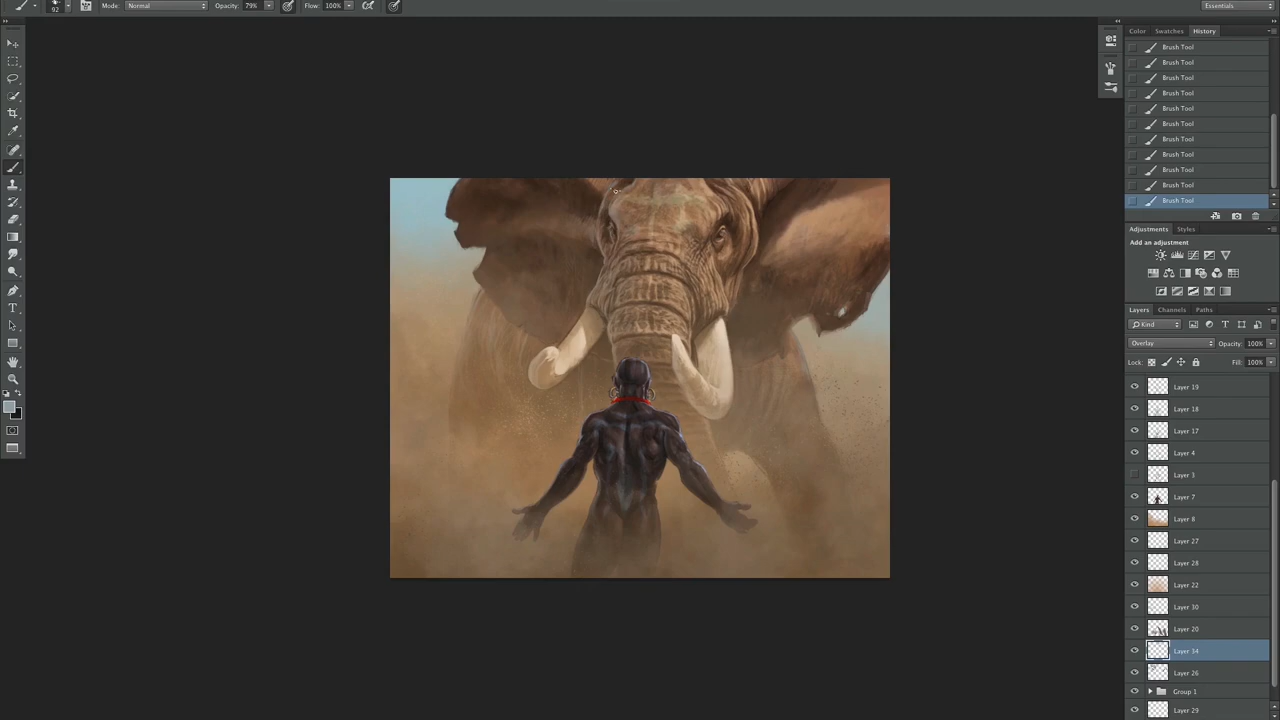 92 Mode: Normal Opacity: 79% Flow: 100% Essentials
Color Swatches History
Brush Tool
Brush Tool
Brush Tool
Brush Tool
Brush Tool
Brush Tool
Brush Tool
Brush Tool
Brush Tool
Brush Tool
Brush Tool
Adjustments Styles
Add an adjustment
Layers Channels Paths
Kind
Overlay Opacity: 100%
Lock: Fill: 100%
Layer 19
Layer 18
Layer 17
Layer 4
Layer 3
Layer 7
Layer 8
Layer 27
Layer 28
Layer 22
Layer 30
Layer 20
Layer 34
Layer 26
Group 1
Layer 29